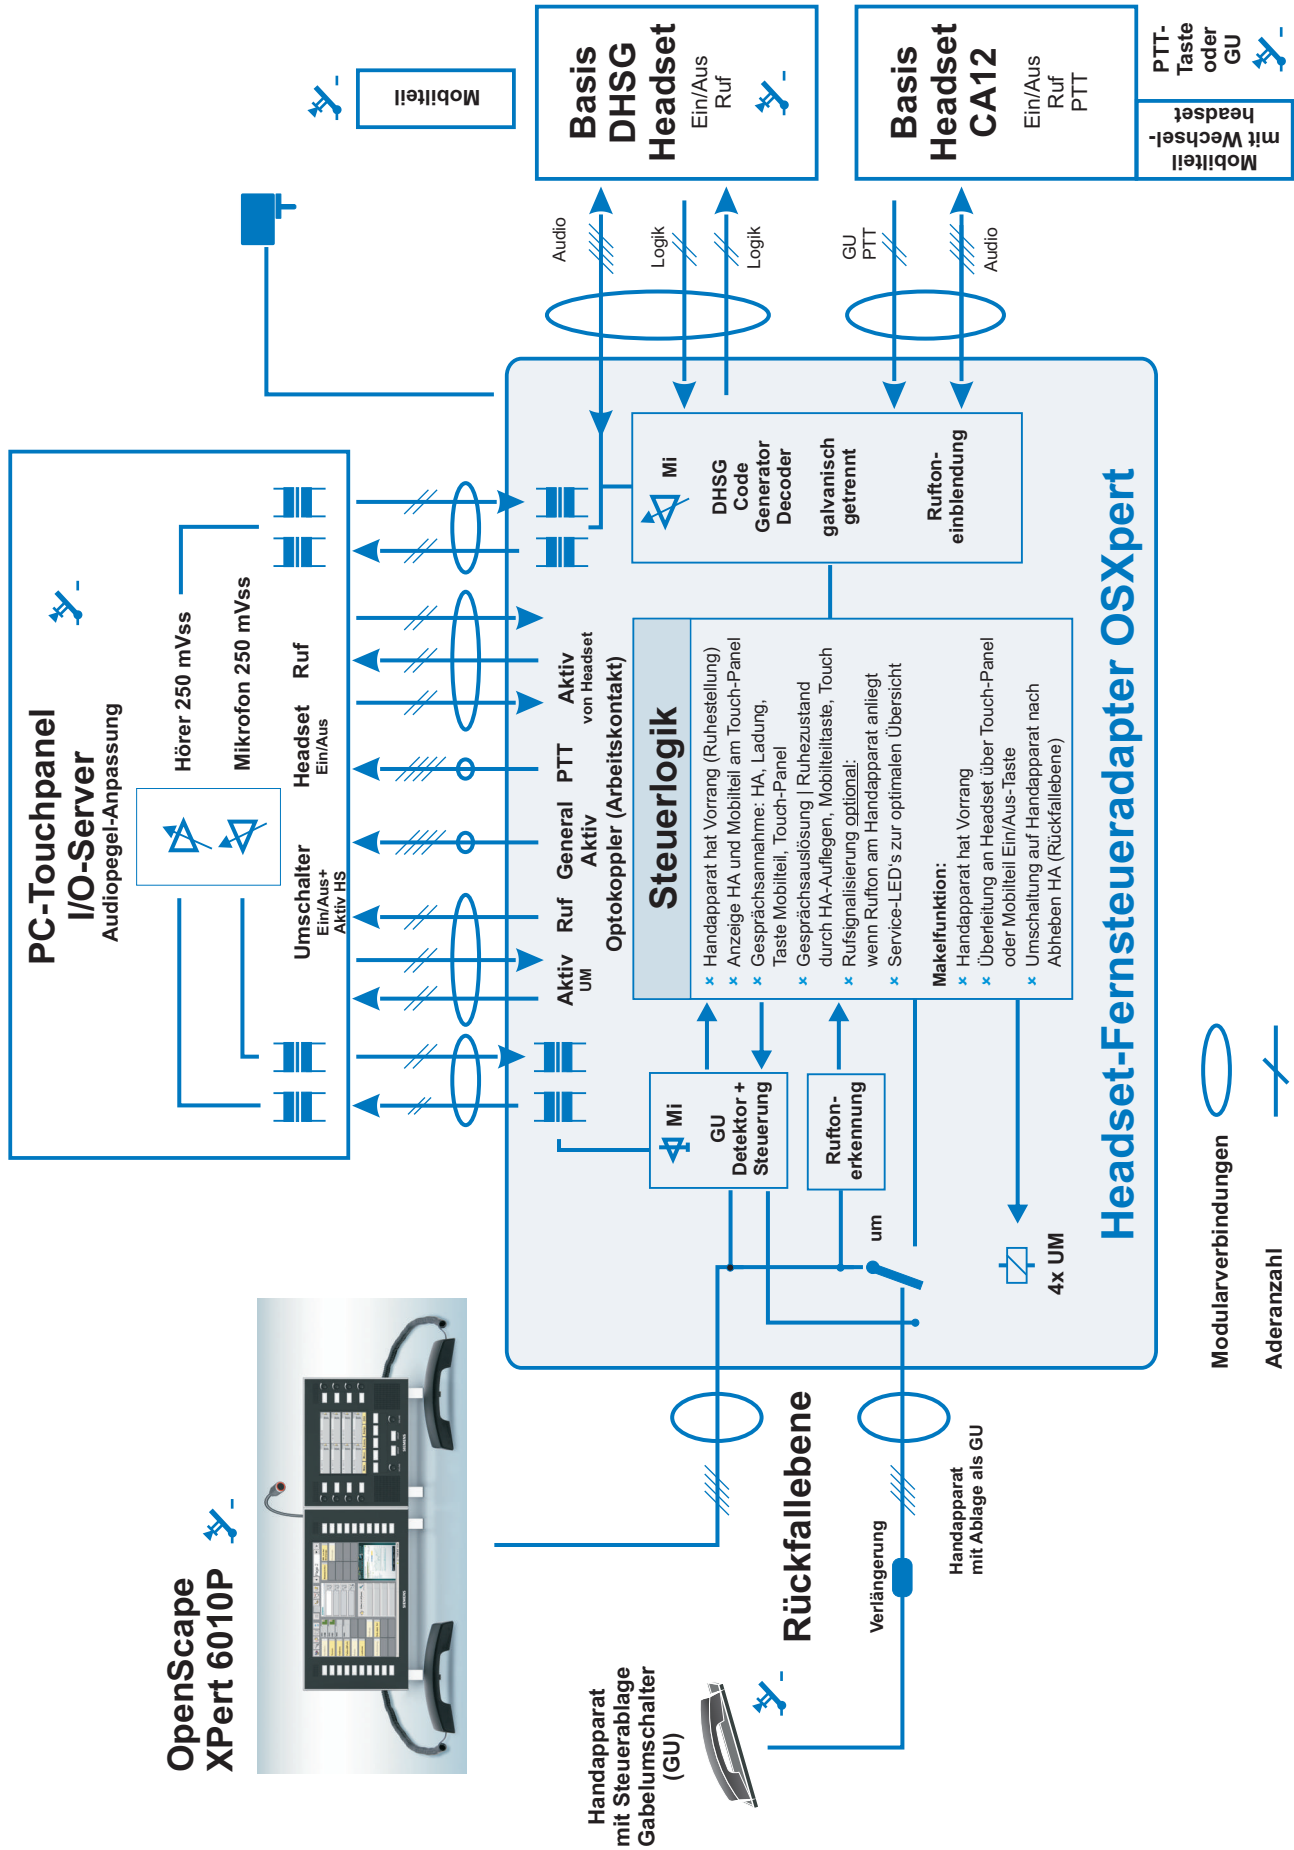 OpenScape
XPert 6010P
PC-Touchpanel
I/O-Server
Audiopegel-Anpassung
Hörer 250 mVss
Mikrofon 250 mVss
Umschalter
Ein/Aus+
Aktiv HS
Headset
Ein/Aus
Ruf
Aktiv
UM
Ruf
General
Aktiv
PTT
Aktiv
von Headset
Optokoppler (Arbeitskontakt)
Mobilteil
Basis
DHSG
Headset
Ein/Aus
Ruf
Audio
Logik
Logik
Basis
Headset
CA12
Ein/Aus
Ruf
PTT
GU
PTT
Audio
Mobilteil
mit Wechsel-
headset
PTT-
Taste
oder
GU
Mi
GU
Detektor +
Steuerung
Rufton-
erkennung
um
4x UM
Steuerlogik
× Handapparat hat Vorrang (Ruhestellung)
× Anzeige HA und Mobilteil am Touch-Panel
× Gesprächsannahme: HA, Ladung,
Taste Mobilteil, Touch-Panel
× Gesprächsauslösung | Ruhezustand
durch HA-Auflegen, Mobilteiltaste, Touch
× Rufsignalisierung optional:
wenn Rufton am Handapparat anliegt
× Service-LED's zur optimalen Übersicht
Makelfunktion:
× Handapparat hat Vorrang
× Überleitung an Headset über Touch-Panel
oder Mobilteil Ein/Aus-Taste
× Umschaltung auf Handapparat nach
Abheben HA (Rückfallebene)
Mi
DHSG
Code
Generator
Decoder
galvanisch
getrennt
Rufton-
einblendung
Headset-Fernsteueradapter OSXpert
Rückfallebene
Handapparat
mit Steuerablage
Gabelumschalter
(GU)
Verlängerung
Handapparat
mit Ablage als GU
Modularverbindungen
Aderanzahl